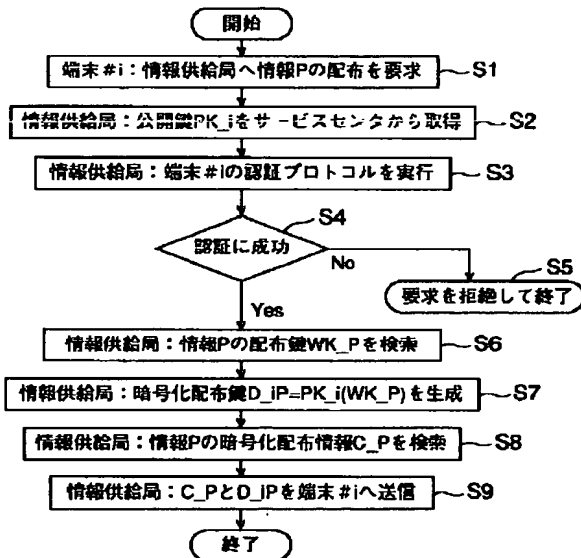 開始
端末#i:情報供給局へ情報Pの配布を要求 S1
情報供給局:公開鍵PK_iをサービスセンタから取得 S2
情報供給局:端末#iの認証プロトコルを実行 S3
S4
認証に成功
No
S5
要求を拒絶して終了
Yes
情報供給局:情報Pの配布鍵WK_Pを検索 S6
情報供給局:暗号化配布鍵D_iP=PK_i(WK_P)を生成 S7
情報供給局:情報Pの暗号化配布情報C_Pを検索 S8
情報供給局:C_PとD_iPを端末#iへ送信 S9
終了